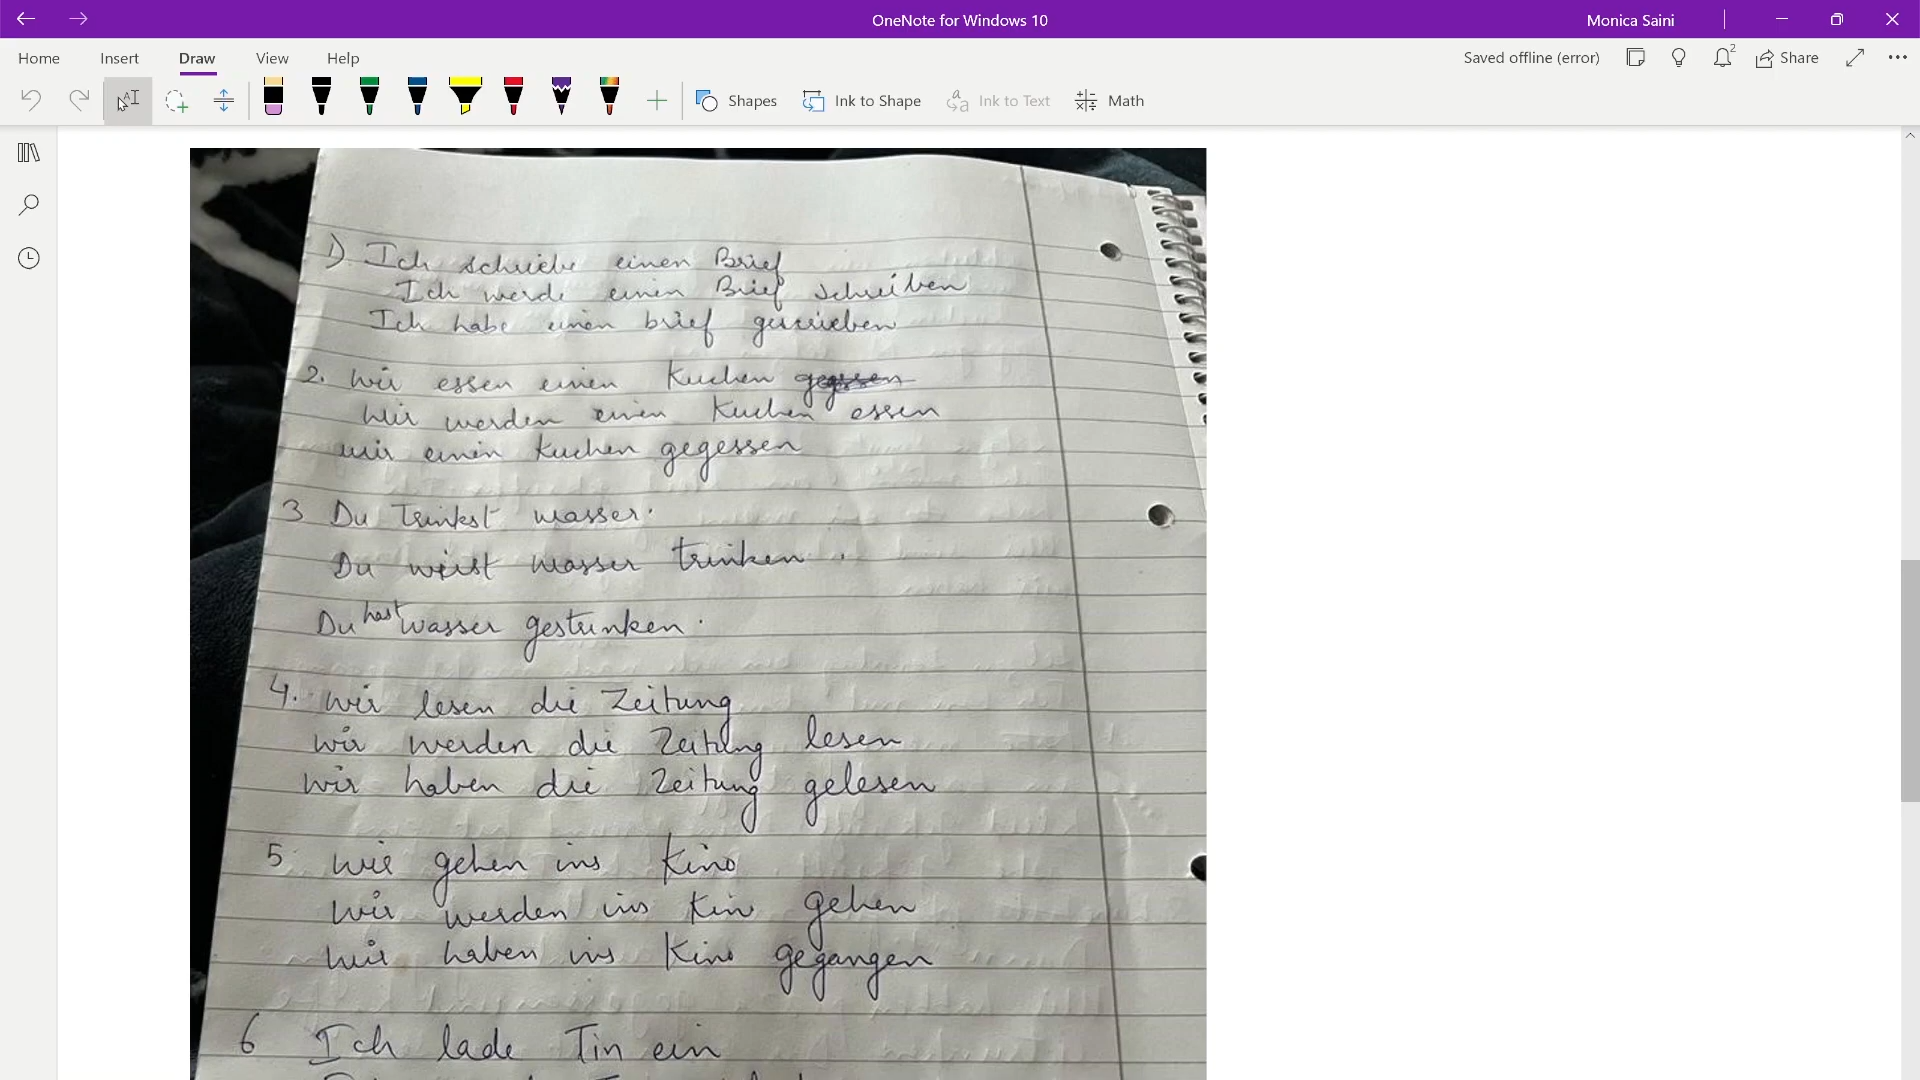 OneNote for Windows 10
Monica Saini
Home Insert Draw View Help
Saved offline (error)
2
Share
Shapes
Ink to Shape
Ink to Text
Math
1) Ich schreibe einen Brief
Ich werde einen Brief schreiben
Ich habe einen brief gescrieben
2. Wir essen einen Kuchen gegessen
Wir werden einen Kuchen essen
wir einen Kuchen gegessen
3 Du Trinkst wasser.
Du wirst wasser trinken.
Du hast wasser gestrunken.
4. Wir lesen die Zeitung
Wir werden die Zeitung lesen
Wir haben die Zeitung gelesen
5. Wir gehen ins Kino
Wir werden ins Kino gehen
Wir haben ins Kino gegangen
6 Ich lade Tin ein